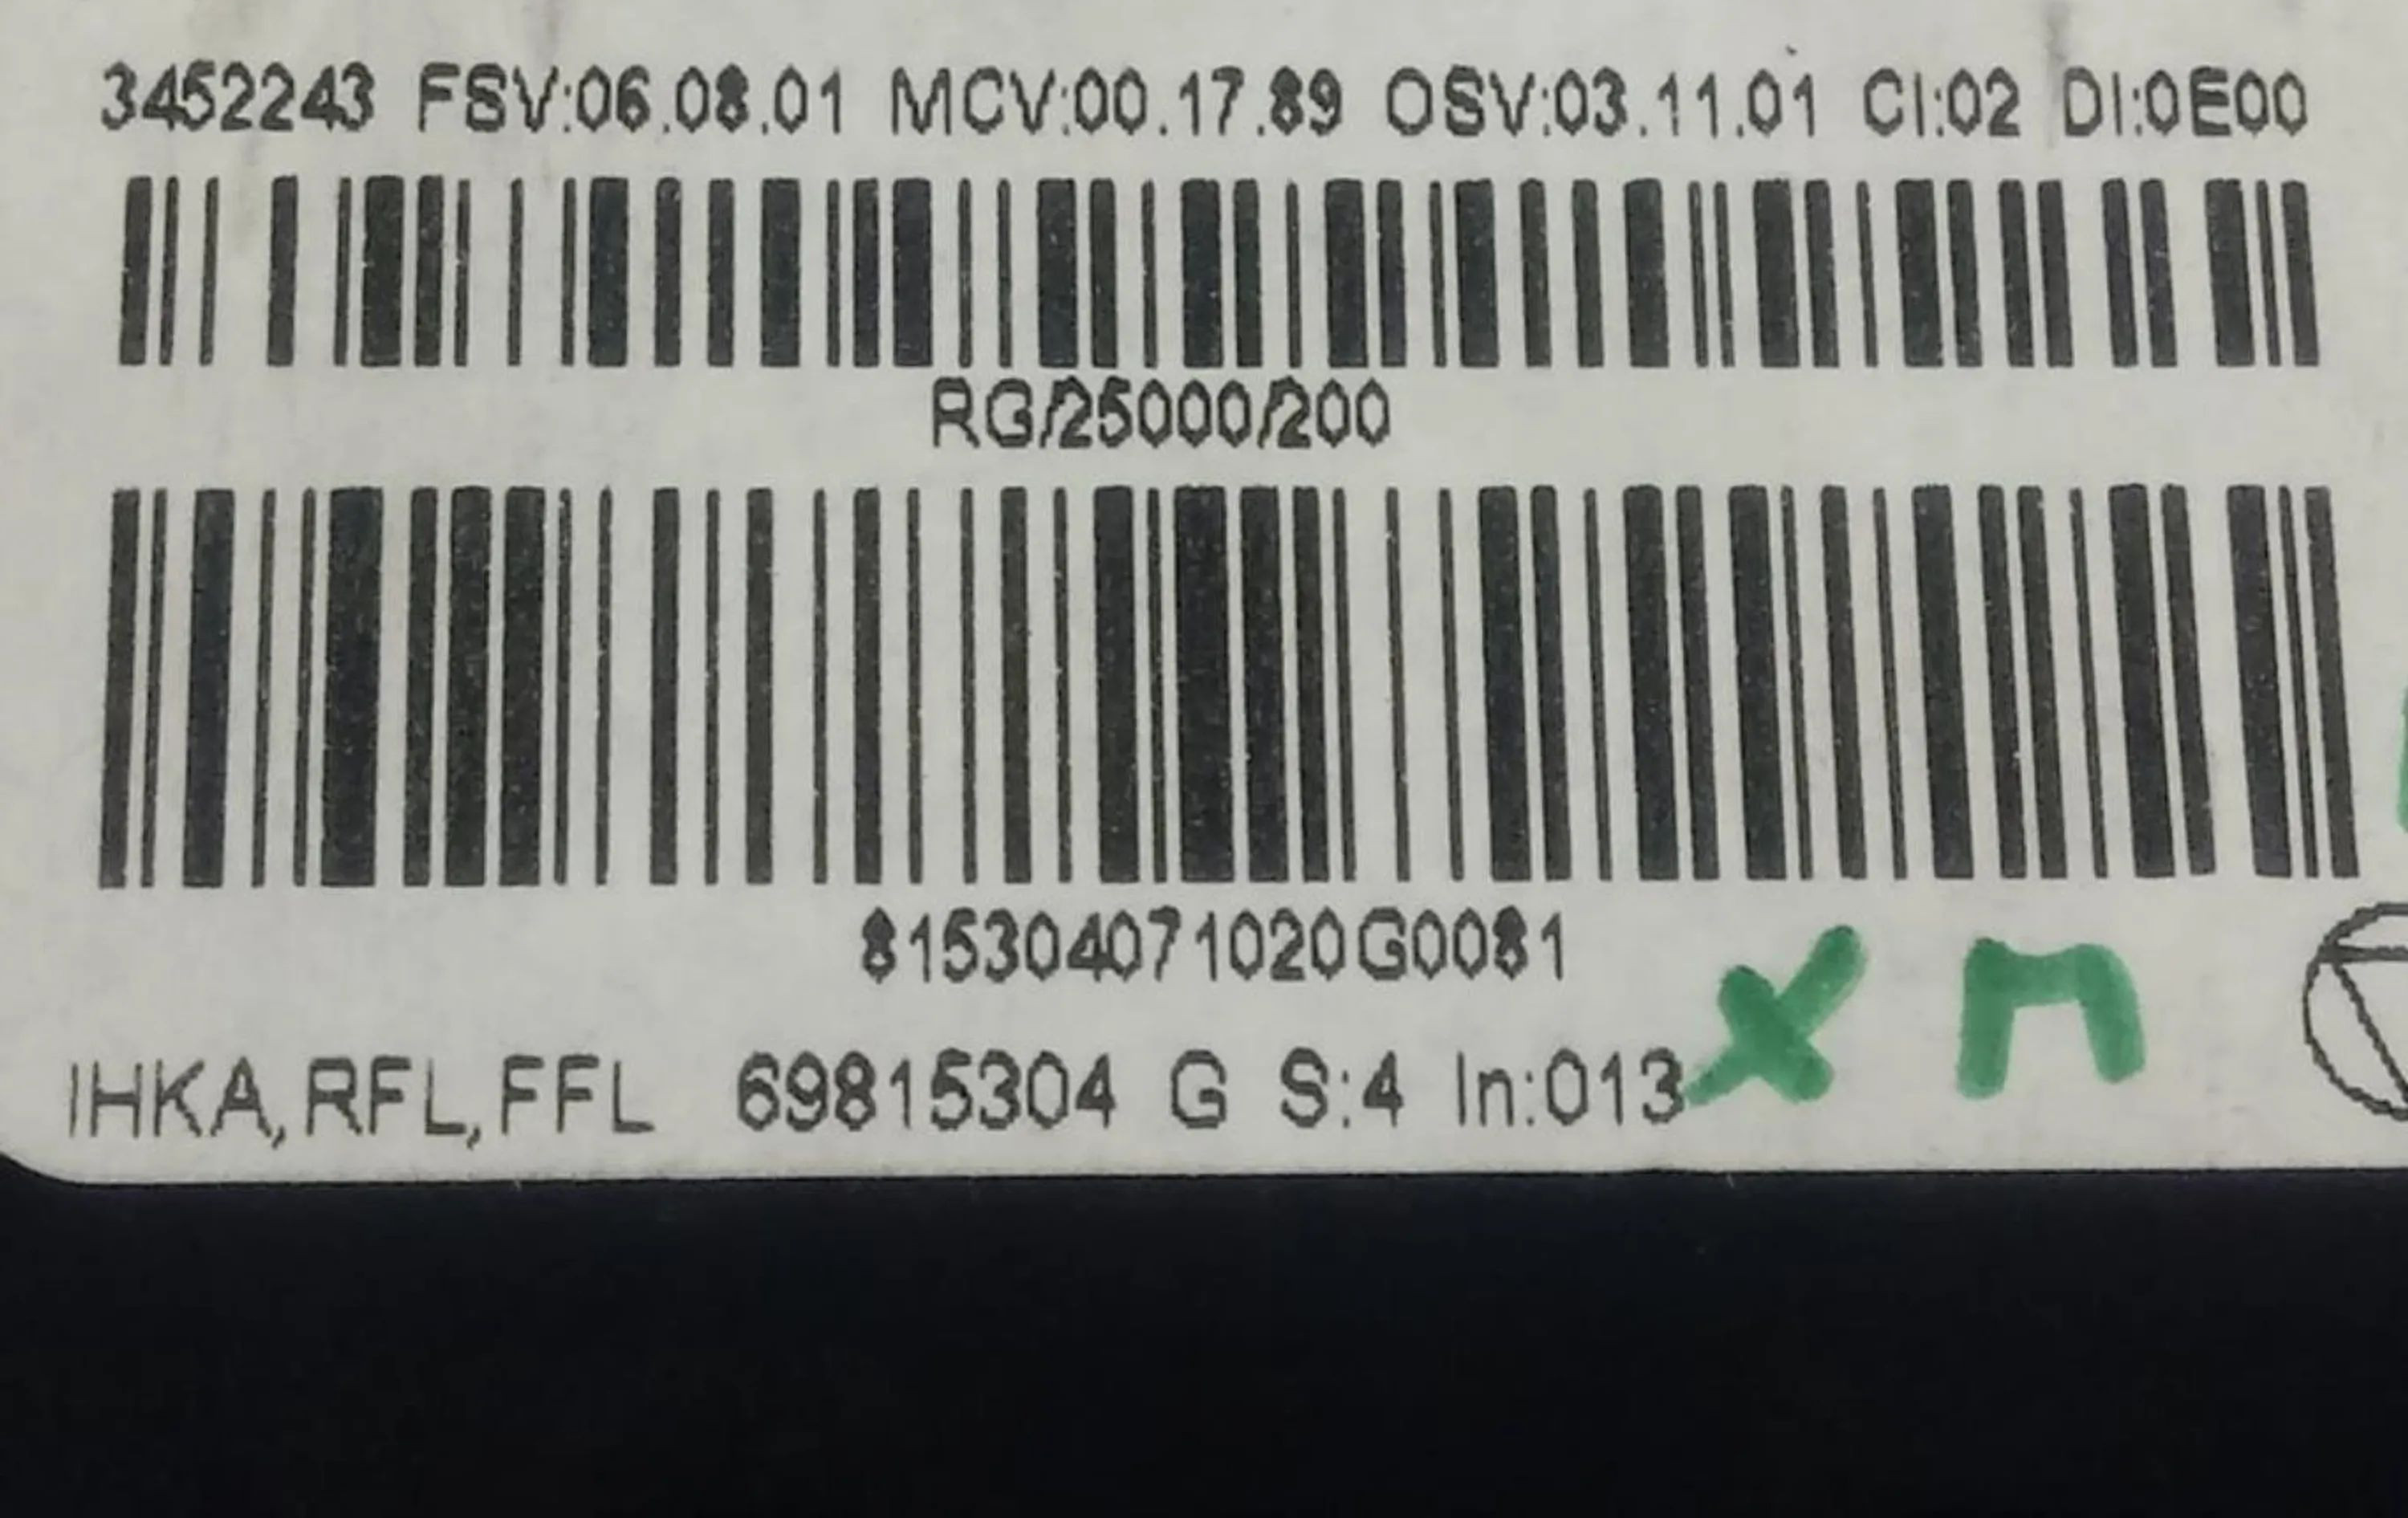 3452243 FSV:06.08.01 MCV:00.17.89 OSV:03.11.01 CI:02 DI:0E00
RG/25000/200
815304071020G0081
IHKA,RFL,FFL 69815304 G S:4 In:013